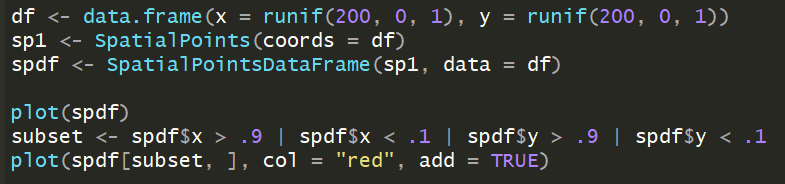 df <- data.frame(x = runif(200, 0, 1), y = runif(200, 0, 1))
sp1 <- SpatialPoints(coords = df)
spdf <- SpatialPointsDataFrame(sp1, data = df)

plot(spdf)
subset <- spdf$x > .9 | spdf$x < .1 | spdf$y > .9 | spdf$y < .1
plot(spdf[subset, ], col = "red", add = TRUE)